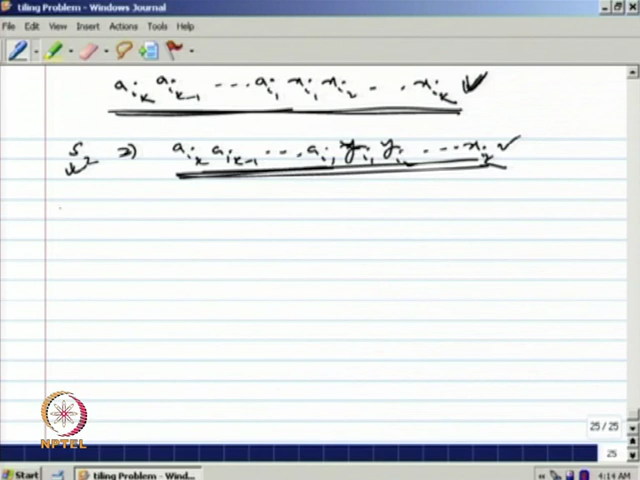 tiling Problem - Windows Journal
File Edit View Insert Actions Tools Help
a_{i_k} a_{i_{k-1}} ... a_{i_1} x_{i_1} x_{i_2} ... x_{i_k}
2) a_{i_k} a_{i_{k-1}} ... a_{i_1} y_{i_1} y_{i_2} ... x_{i_k}
NPTEL
25 / 25
25
Start
tiling Problem - Wind...
4:14 AM